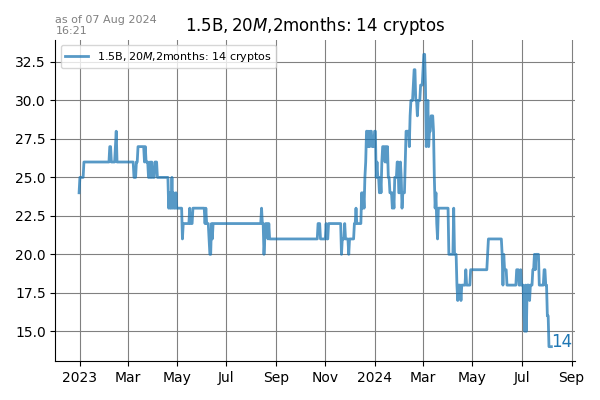 as of 07 Aug 2024
16:21
1.5B, 20M,2months: 14 cryptos
1.5B, 20M,2months: 14 cryptos
32.5
30.0
27.5
25.0
22.5
20.0
17.5
15.0
14
2023 Mar May Jul Sep Nov 2024 Mar May Jul Sep